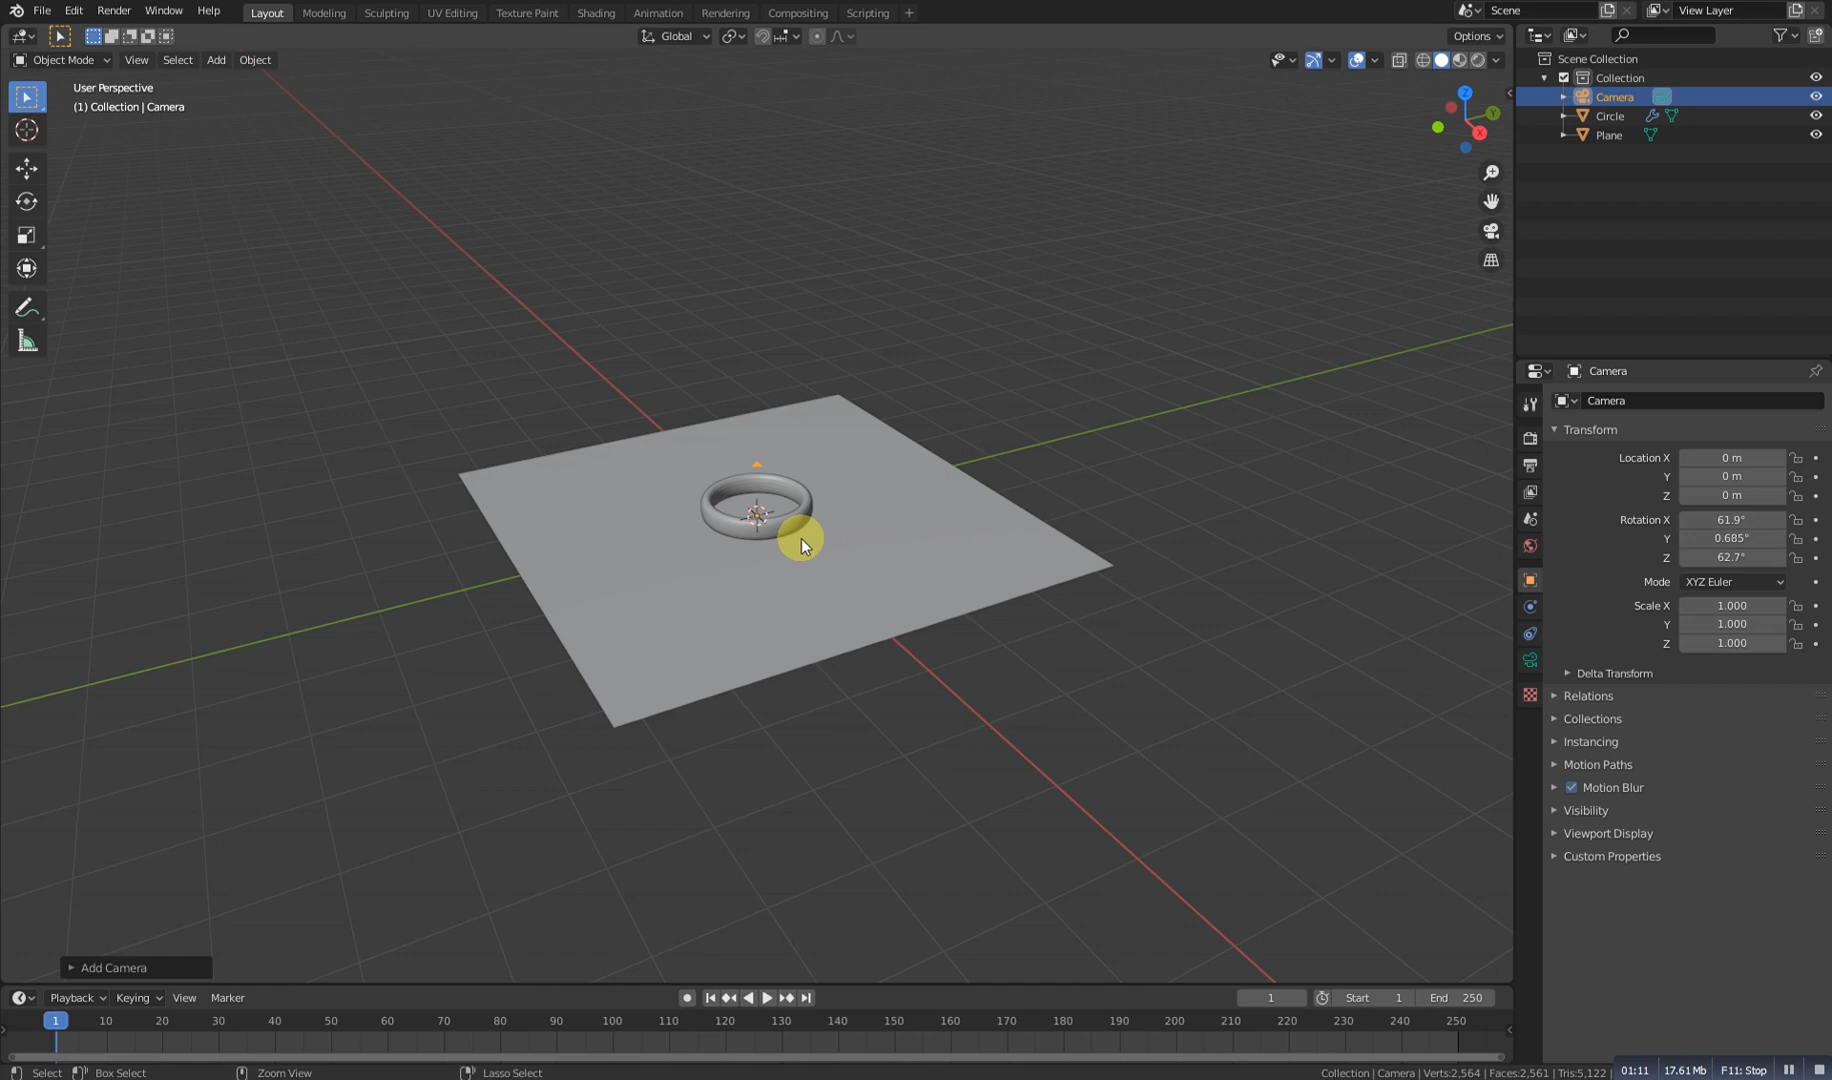 File Edit Render Window Help Layout Modeling Sculpting UV Editing Texture Paint Shading Animation Rendering Compositing Scripting + Scene View Layer
Global Options
Object Mode View Select Add Object
User Perspective
(1) Collection | Camera
Z
Y
X
Scene Collection
Collection
Camera
Circle
Plane
Camera
Camera
Transform
Location X 0 m
Y 0 m
Z 0 m
Rotation X 61.9°
Y 0.685°
Z 62.7°
Mode XYZ Euler
Scale X 1.000
Y 1.000
Z 1.000
Delta Transform
Relations
Collections
Instancing
Motion Paths
Motion Blur
Visibility
Viewport Display
Custom Properties
Add Camera
Playback Keying View Marker 1 Start 1 End 250
1 10 20 30 40 50 60 70 80 90 100 110 120 130 140 150 160 170 180 190 200 210 220 230 240 250
Select Box Select Zoom View Lasso Select Collection | Camera | Verts:2,564 | Faces:2,561 | Tris:5,122 | 01:11 17.61 Mb F11: Stop